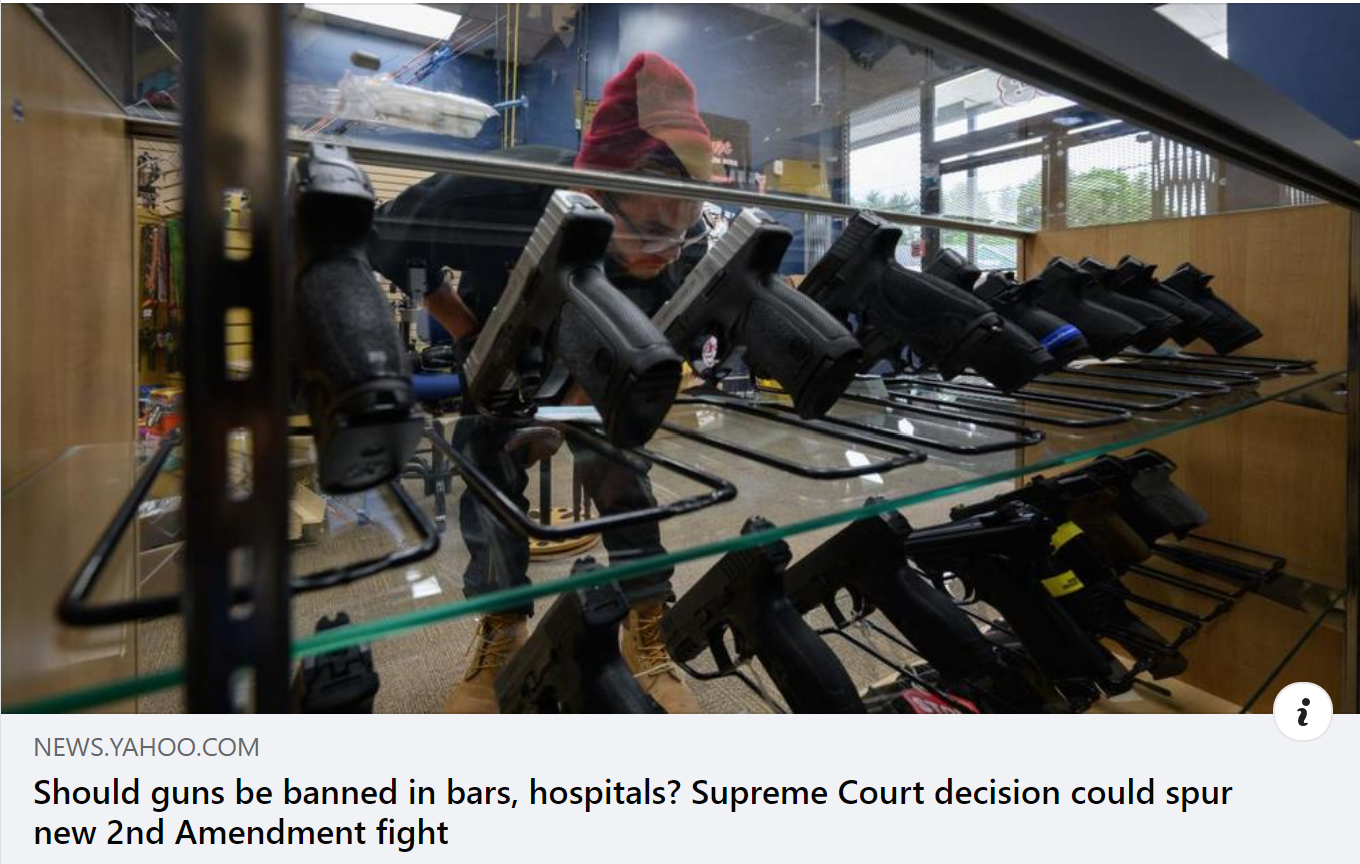 NEWS.YAHOO.COM
Should guns be banned in bars, hospitals? Supreme Court decision could spur
new 2nd Amendment fight